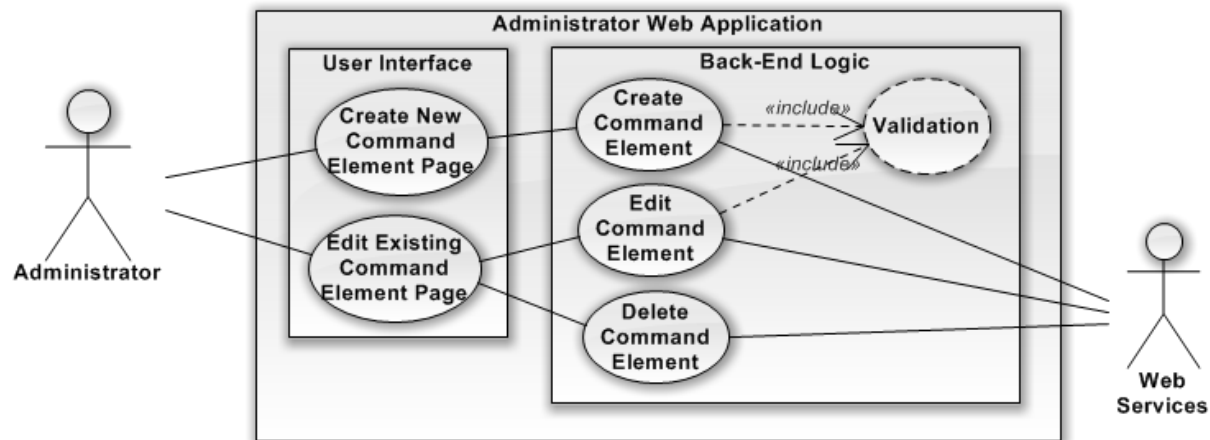 Administrator Web Application
User Interface
Back-End Logic
Create New
Command
Element Page
Create
Command
Element
«include»
Validation
«include»
Edit Existing
Command
Element Page
Edit
Command
Element
Delete
Command
Element
Administrator
Web
Services